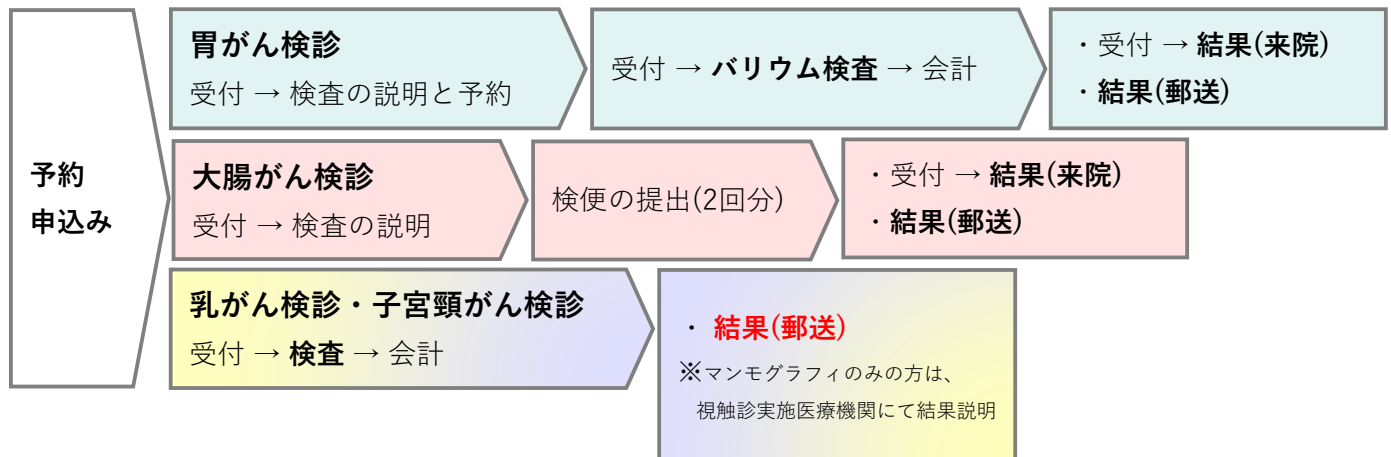 予約
申込み
胃がん検診
受付 → 検査の説明と予約
受付 → バリウム検査 → 会計
・受付 → 結果(来院)
・結果(郵送)
大腸がん検診
受付 → 検査の説明
検便の提出(2回分)
・受付 → 結果(来院)
・結果(郵送)
乳がん検診・子宮頸がん検診
受付 → 検査 → 会計
・ 結果(郵送)
※マンモグラフィのみの方は、
視触診実施医療機関にて結果説明